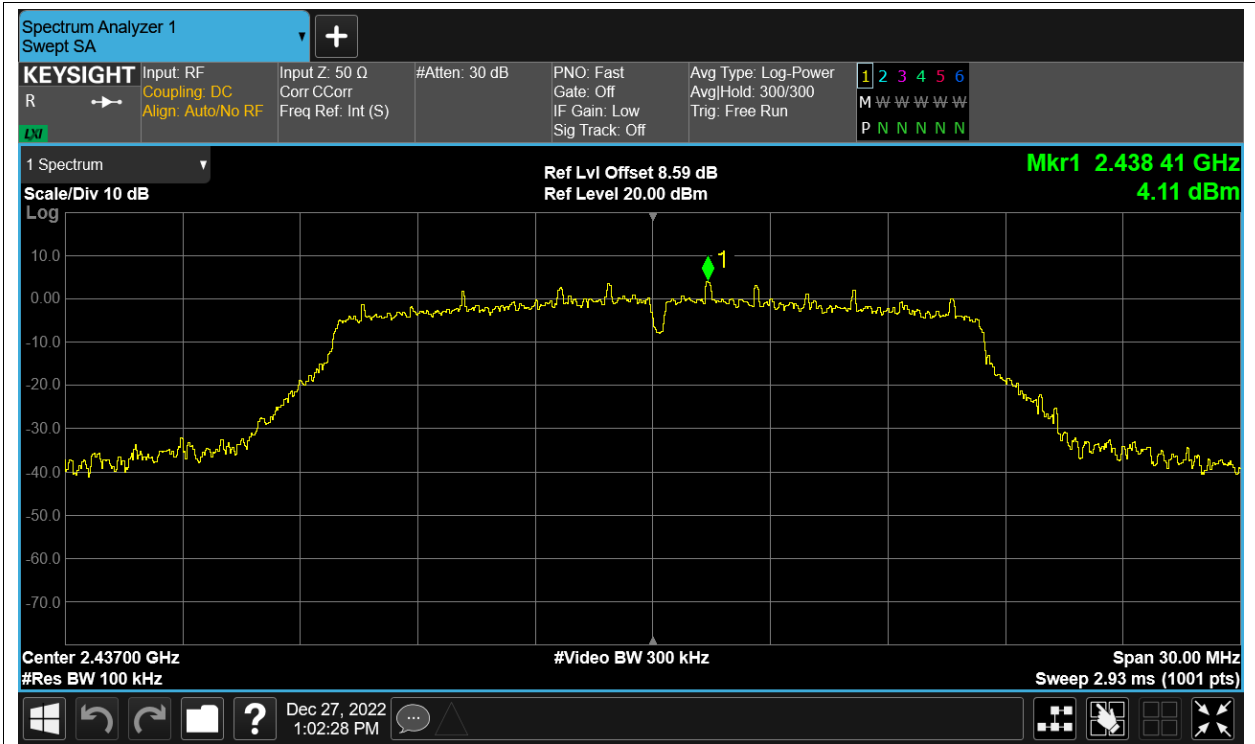 Spectrum Analyzer 1
Swept SA
KEYSIGHT
R
LXI
Input: RF
Coupling: DC
Align: Auto/No RF
Input Z: 50 Ω
Corr CCorr
Freq Ref: Int (S)
#Atten: 30 dB
PNO: Fast
Gate: Off
IF Gain: Low
Sig Track: Off
Avg Type: Log-Power
Avg|Hold: 300/300
Trig: Free Run
1 2 3 4 5 6
M W W W W W W
P N N N N N N
1 Spectrum
Scale/Div 10 dB
Log
Ref Lvl Offset 8.59 dB
Ref Level 20.00 dBm
Mkr1 2.438 41 GHz
4.11 dBm
1
10.0
0.00
-10.0
-20.0
-30.0
-40.0
-50.0
-60.0
-70.0
Center 2.43700 GHz
#Res BW 100 kHz
#Video BW 300 kHz
Span 30.00 MHz
Sweep 2.93 ms (1001 pts)
?
Dec 27, 2022
1:02:28 PM